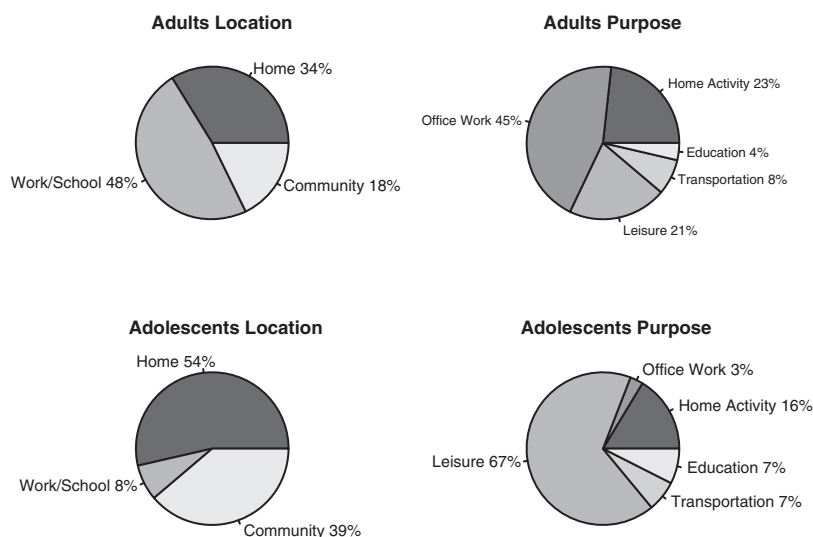 Adults Location
Home 34%
Work/School 48%
Community 18%
Adults Purpose
Home Activity 23%
Office Work 45%
Education 4%
Transportation 8%
Leisure 21%
Adolescents Location
Home 54%
Work/School 8%
Community 39%
Adolescents Purpose
Office Work 3%
Home Activity 16%
Leisure 67%
Education 7%
Transportation 7%